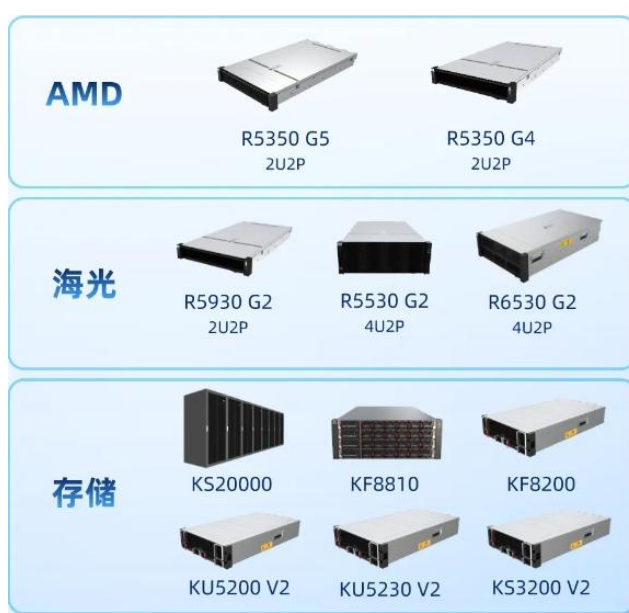 AMD
R5350 G5
2U2P
R5350 G4
2U2P
海光
R5930 G2
2U2P
R5530 G2
4U2P
R6530 G2
4U2P
存储
KS20000
KF8810
KF8200
KU5200 V2
KU5230 V2
KS3200 V2